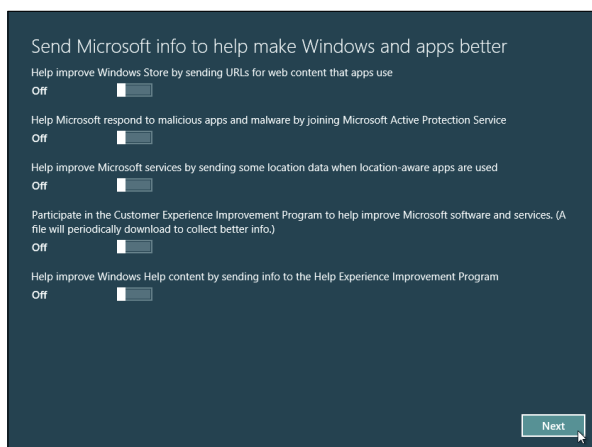 Send Microsoft info to help make Windows and apps better
Help improve Windows Store by sending URLs for web content that apps use
Off
Help Microsoft respond to malicious apps and malware by joining Microsoft Active Protection Service
Off
Help improve Microsoft services by sending some location data when location-aware apps are used
Off
Participate in the Customer Experience Improvement Program to help improve Microsoft software and services. (A
file will periodically download to collect better info.)
Off
Help improve Windows Help content by sending info to the Help Experience Improvement Program
Off
Next